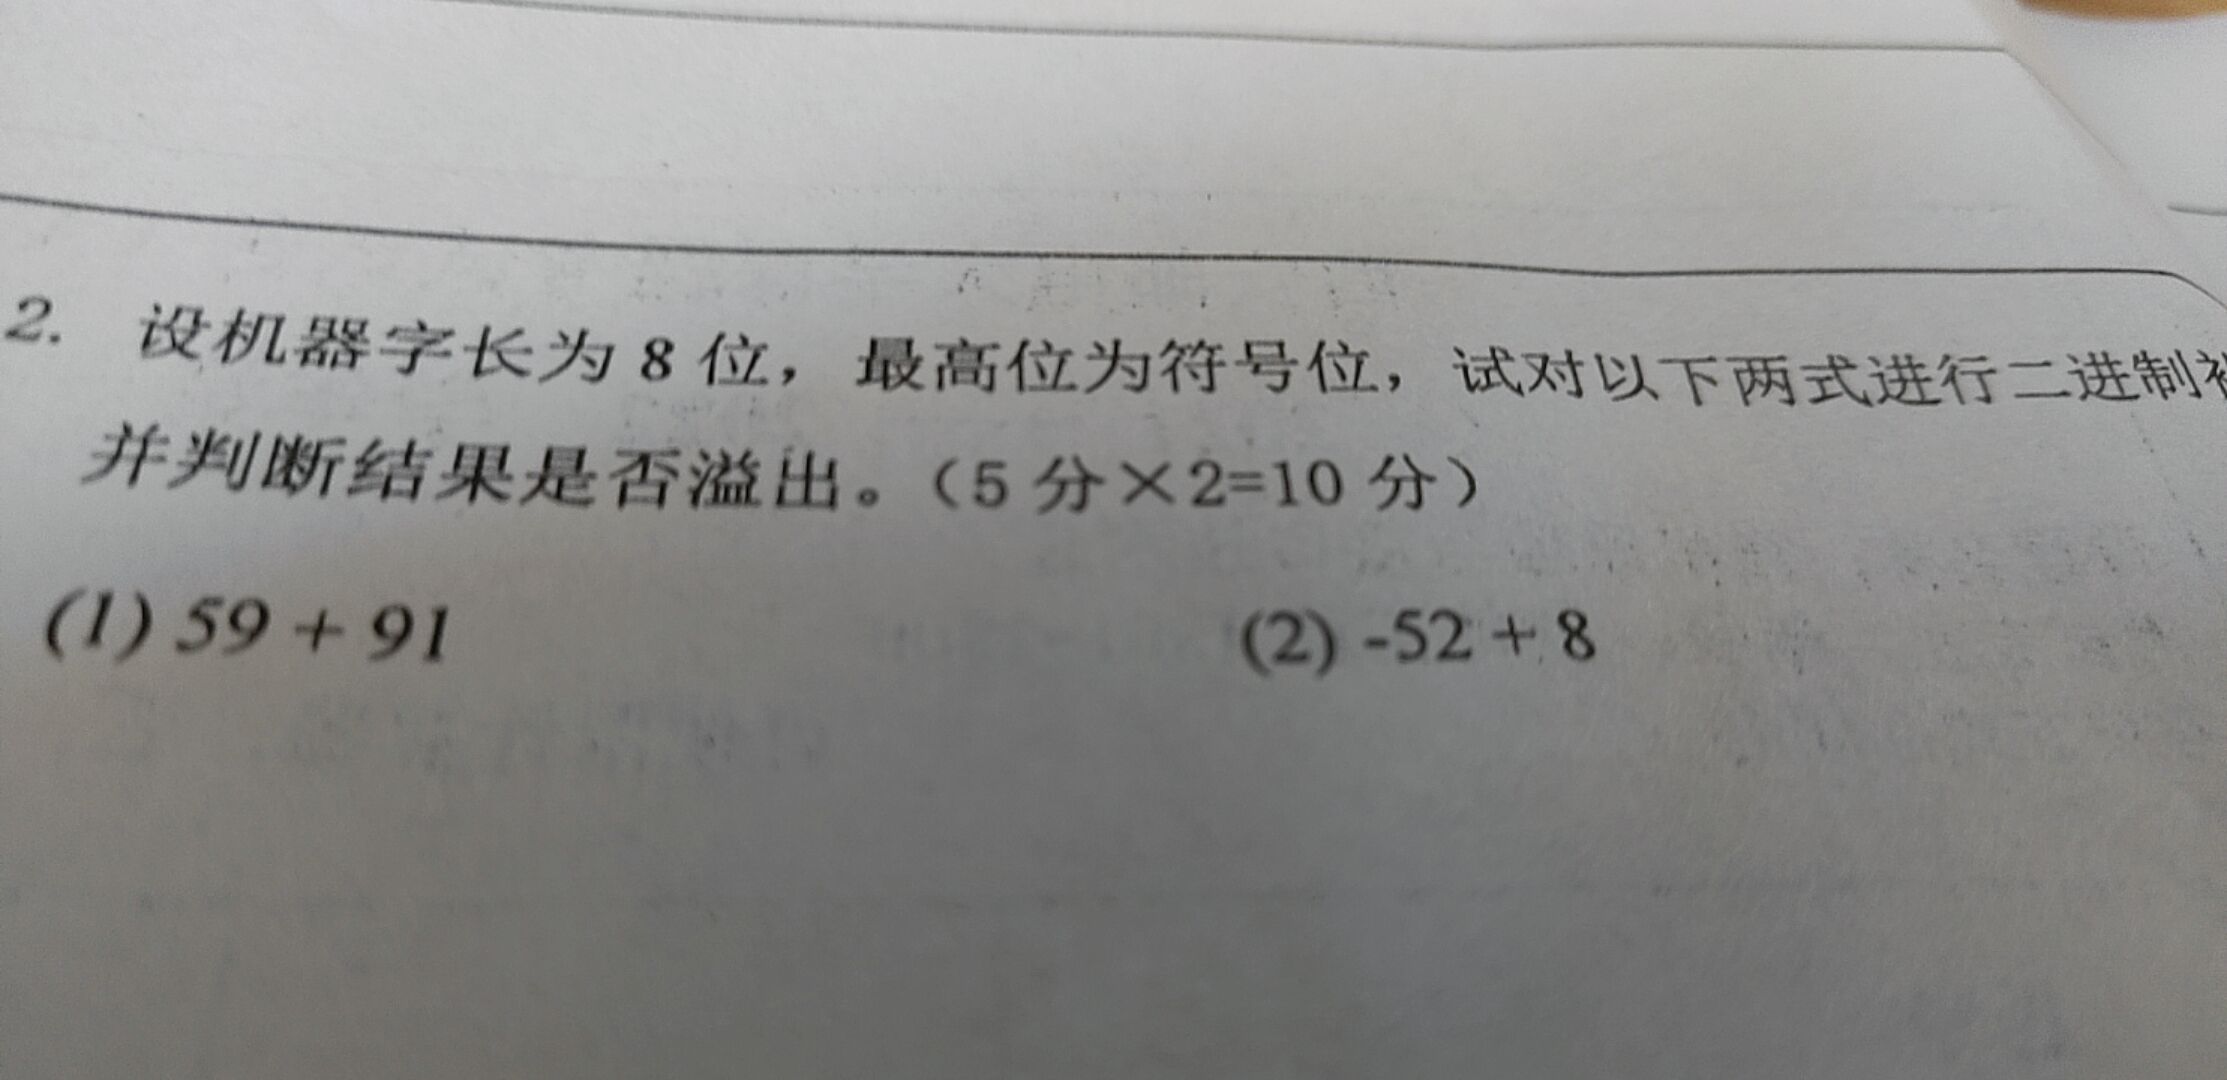 2. 设机器字长为 8 位，最高位为符号位，试对以下两式进行二进制
并判断结果是否溢出。（5 分×2=10 分）
(1) 59 + 91 (2) -52 + 8